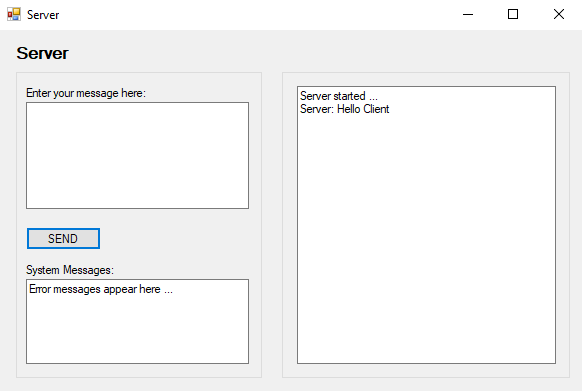 Server
Server
Enter your message here:
SEND
System Messages:
Error messages appear here ...
Server started ...
Server: Hello Client